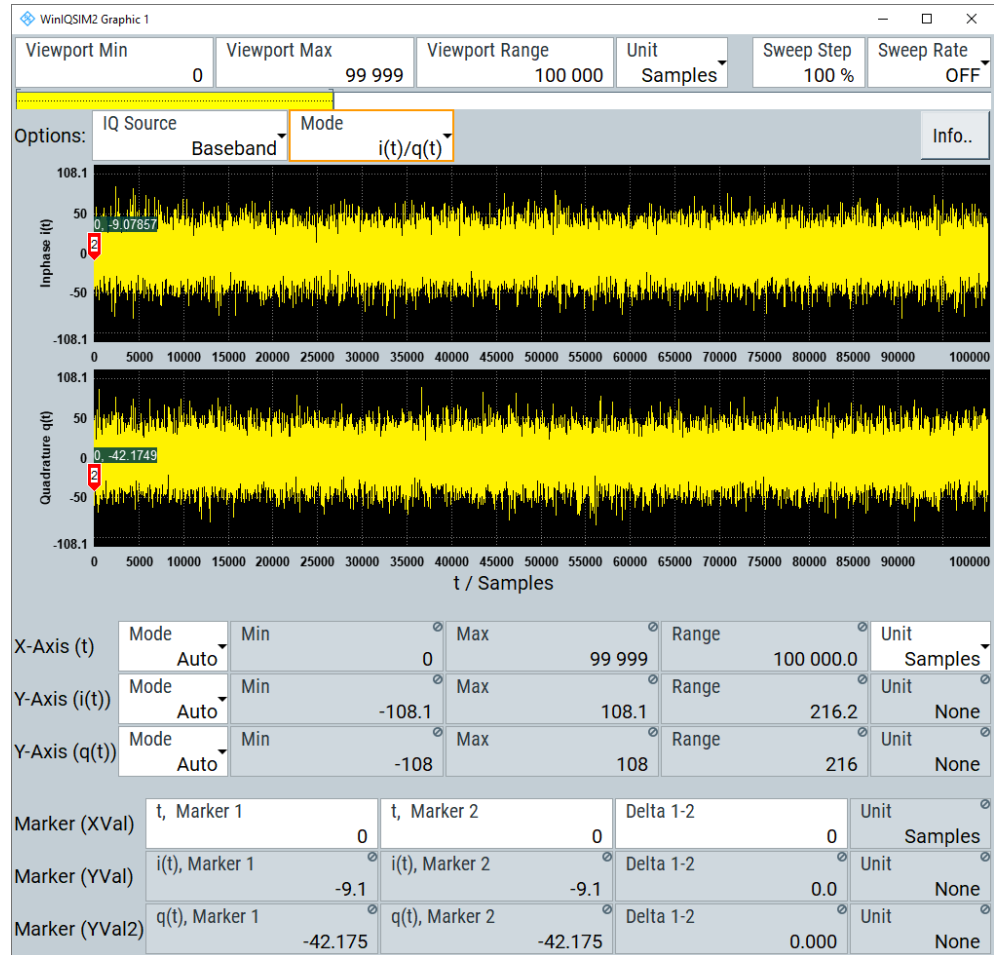 WinIQSIM2 Graphic 1
Viewport Min Viewport Max Viewport Range Unit Sweep Step Sweep Rate
0 99 999 100 000 Samples 100 % OFF
Options: IQ Source Mode Info..
Baseband i(t)/q(t)
108.1
50
0, -9.07857
2
0
-50
-108.1
Inphase i(t)
0 5000 10000 15000 20000 25000 30000 35000 40000 45000 50000 55000 60000 65000 70000 75000 80000 85000 90000 100000
108.1
50
0
0, -42.1749
2
-50
-108.1
Quadrature q(t)
0 5000 10000 15000 20000 25000 30000 35000 40000 45000 50000 55000 60000 65000 70000 75000 80000 85000 90000 100000
t / Samples
X-Axis (t) Mode Min Max Range Unit
Auto 0 99 999 100 000.0 Samples
Y-Axis (i(t)) Mode Min Max Range Unit
Auto -108.1 108.1 216.2 None
Y-Axis (q(t)) Mode Min Max Range Unit
Auto -108 108 216 None
Marker (XVal) t, Marker 1 t, Marker 2 Delta 1-2 Unit
0 0 0 Samples
Marker (YVal) i(t), Marker 1 i(t), Marker 2 Delta 1-2 Unit
-9.1 -9.1 0.0 None
Marker (YVal2) q(t), Marker 1 q(t), Marker 2 Delta 1-2 Unit
-42.175 -42.175 0.000 None